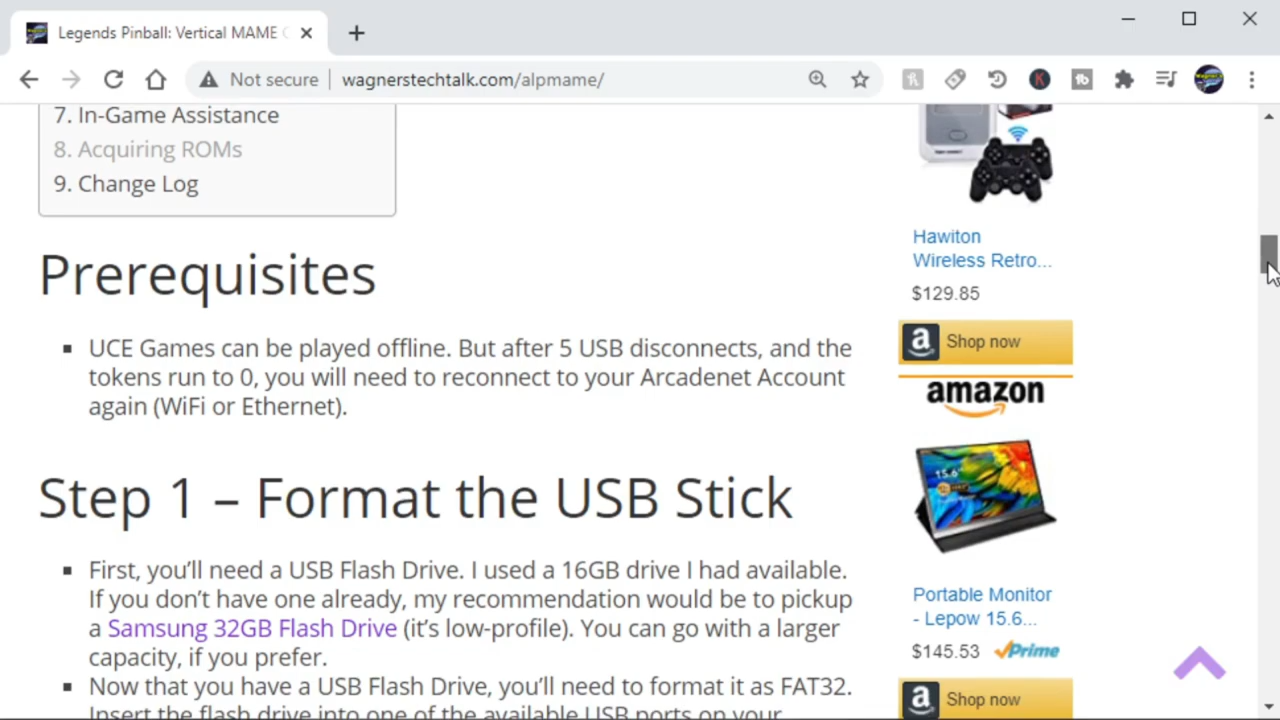 Legends Pinball: Vertical MAME
Not secure
wagnerstechtalk.com/alpmame/
7. In-Game Assistance
8. Acquiring ROMs
9. Change Log
Prerequisites
UCE Games can be played offline. But after 5 USB disconnects, and the
tokens run to 0, you will need to reconnect to your Arcadenet Account
again (WiFi or Ethernet).
Step 1 – Format the USB Stick
First, you’ll need a USB Flash Drive. I used a 16GB drive I had available.
If you don’t have one already, my recommendation would be to pickup
a Samsung 32GB Flash Drive (it’s low-profile). You can go with a larger
capacity, if you prefer.
Now that you have a USB Flash Drive, you’ll need to format it as FAT32.
Insert the flash drive into one of the available USB ports on your
Hawiton
Wireless Retro...
$129.85
a Shop now
amazon
15.6"
Portable Monitor
- Lepow 15.6...
$145.53 Prime
a Shop now